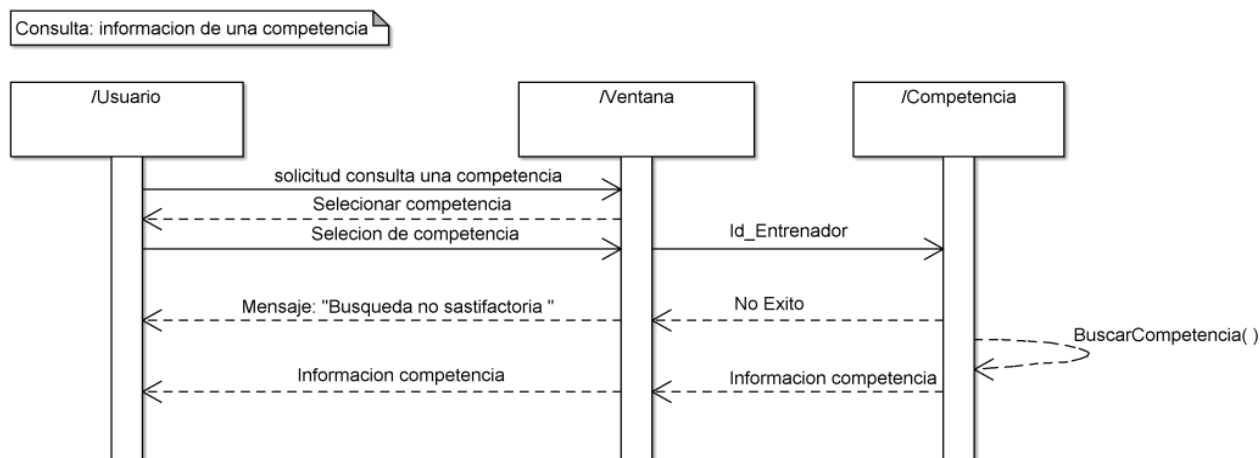 Consulta: informacion de una competencia
/Usuario
/Ventana
/Competencia
solicitud consulta una competencia
Selecionar competencia
Selecion de competencia
Id_Entrenador
Mensaje: "Busqueda no sastifactoria "
No Exito
BuscarCompetencia( )
Informacion competencia
Informacion competencia